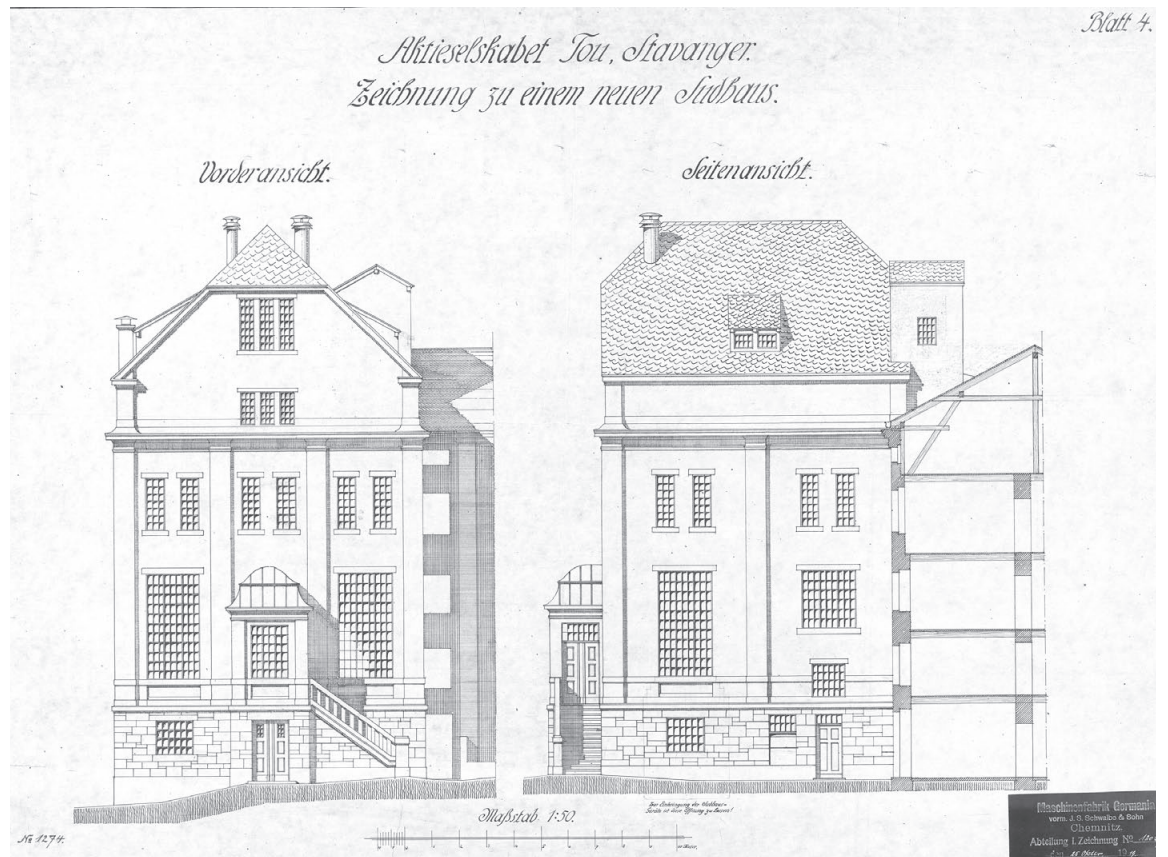 Blatt 4.
Aktieselskabet Tou, Stavanger.
Zeichnung zu einem neuen Sudhaus.
Vorderansicht.
Seitenansicht.
Maßstab 1:50.
No 1274.
Maschinenfabrik Germania
vorm. J. S. Schwalbe & Sohn
Chemnitz.
Abteilung I. Zeichnung No